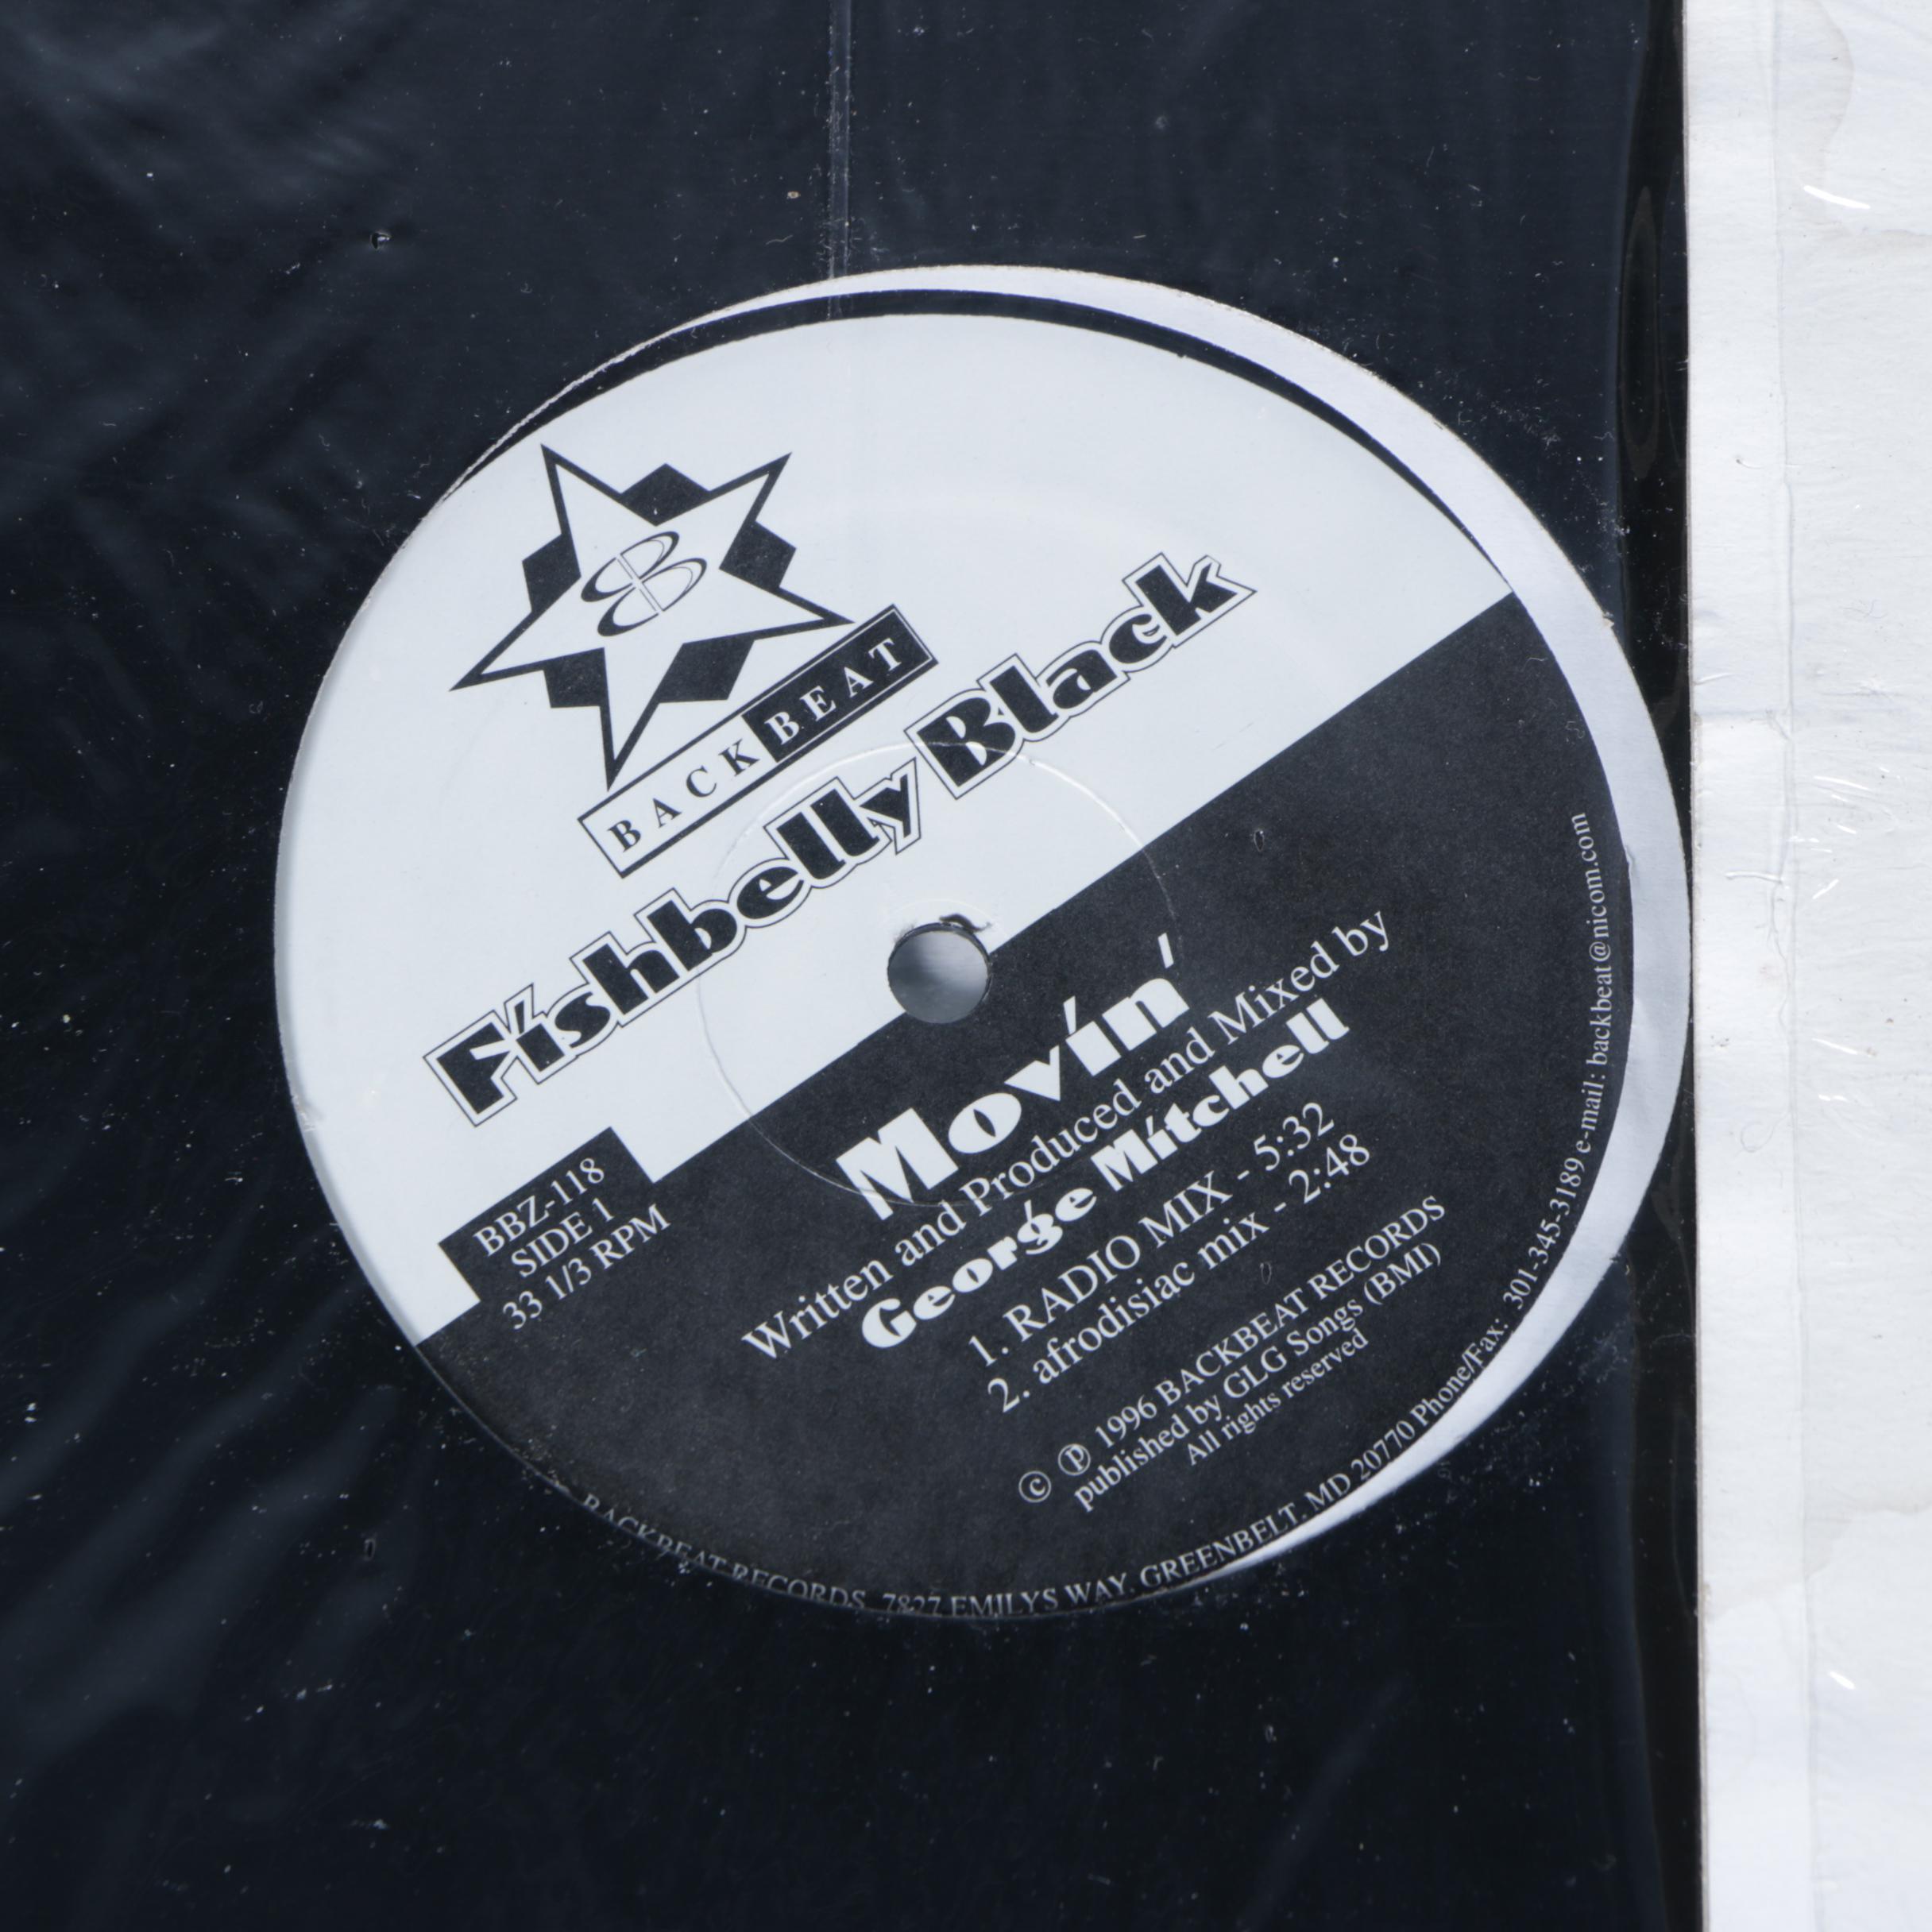 BACKBEAT
Fishbelly Black
BBZ-118
SIDE 1
33 1/3 RPM
Movin'
Written and Produced and Mixed by
George Mitchell
1. RADIO MIX - 5:32
2. afrodisiac mix - 2:48
© ℗ 1996 BACKBEAT RECORDS
published by GLG Songs (BMI)
All rights reserved
BACKBEAT RECORDS, 7827 EMILYS WAY, GREENBELT, MD 20770 Phone/Fax: 301-345-3189 e-mail: backbeat@nicom.com